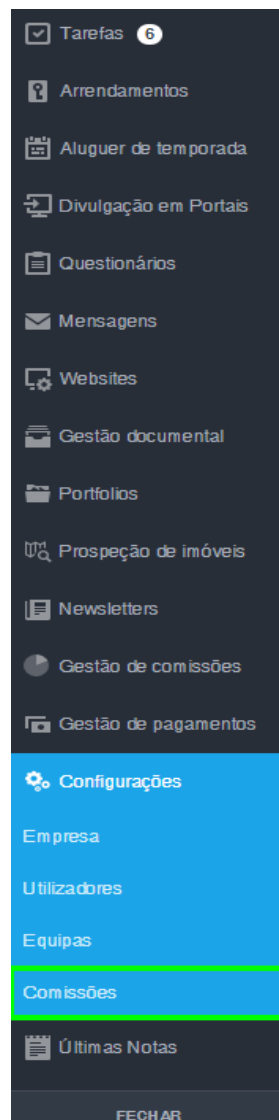 Tarefas 6
Arrendamentos
Aluguer de temporada
Divulgação em Portais
Questionários
Mensagens
Websites
Gestão documental
Portfolios
Prospeção de imóveis
Newsletters
Gestão de comissões
Gestão de pagamentos
Configurações
Empresa
Utilizadores
Equipas
Comissões
Últimas Notas
FECHAR